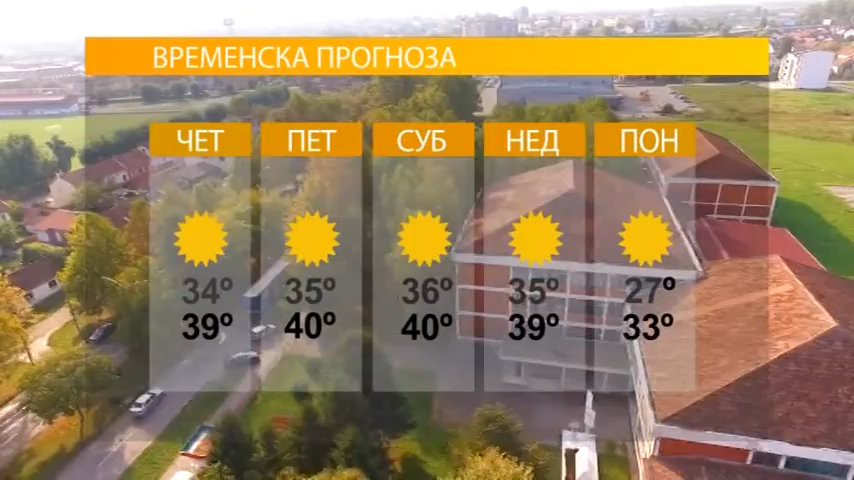 ВРЕМЕНСКА ПРОГНОЗА
ЧЕТ ПЕТ СУБ НЕД ПОН
34º 35º 36º 35º 27º
39º 40º 40º 39º 33º